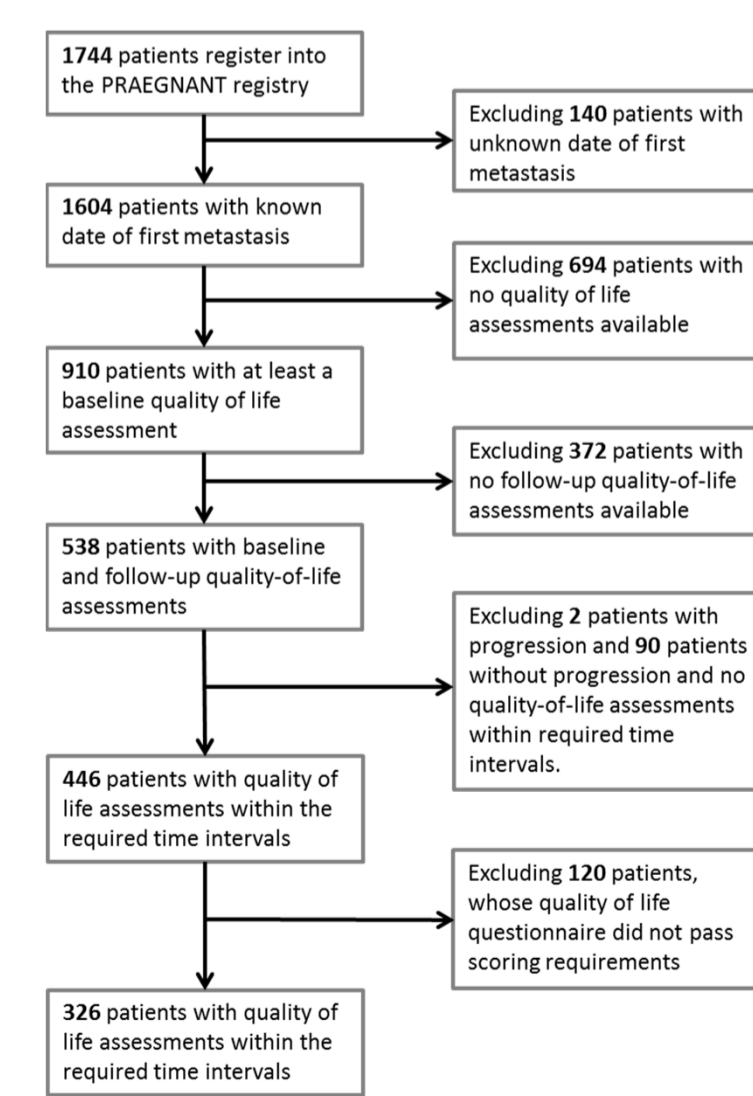 1744 patients register into
the PRAEGNANT registry
Excluding 140 patients with
unknown date of first
metastasis
1604 patients with known
date of first metastasis
Excluding 694 patients with
no quality of life
assessments available
910 patients with at least a
baseline quality of life
assessment
Excluding 372 patients with
no follow-up quality-of-life
assessments available
538 patients with baseline
and follow-up quality-of-life
assessments
Excluding 2 patients with
progression and 90 patients
without progression and no
quality-of-life assessments
within required time
intervals.
446 patients with quality of
life assessments within the
required time intervals
Excluding 120 patients,
whose quality of life
questionnaire did not pass
scoring requirements
326 patients with quality of
life assessments within the
required time intervals